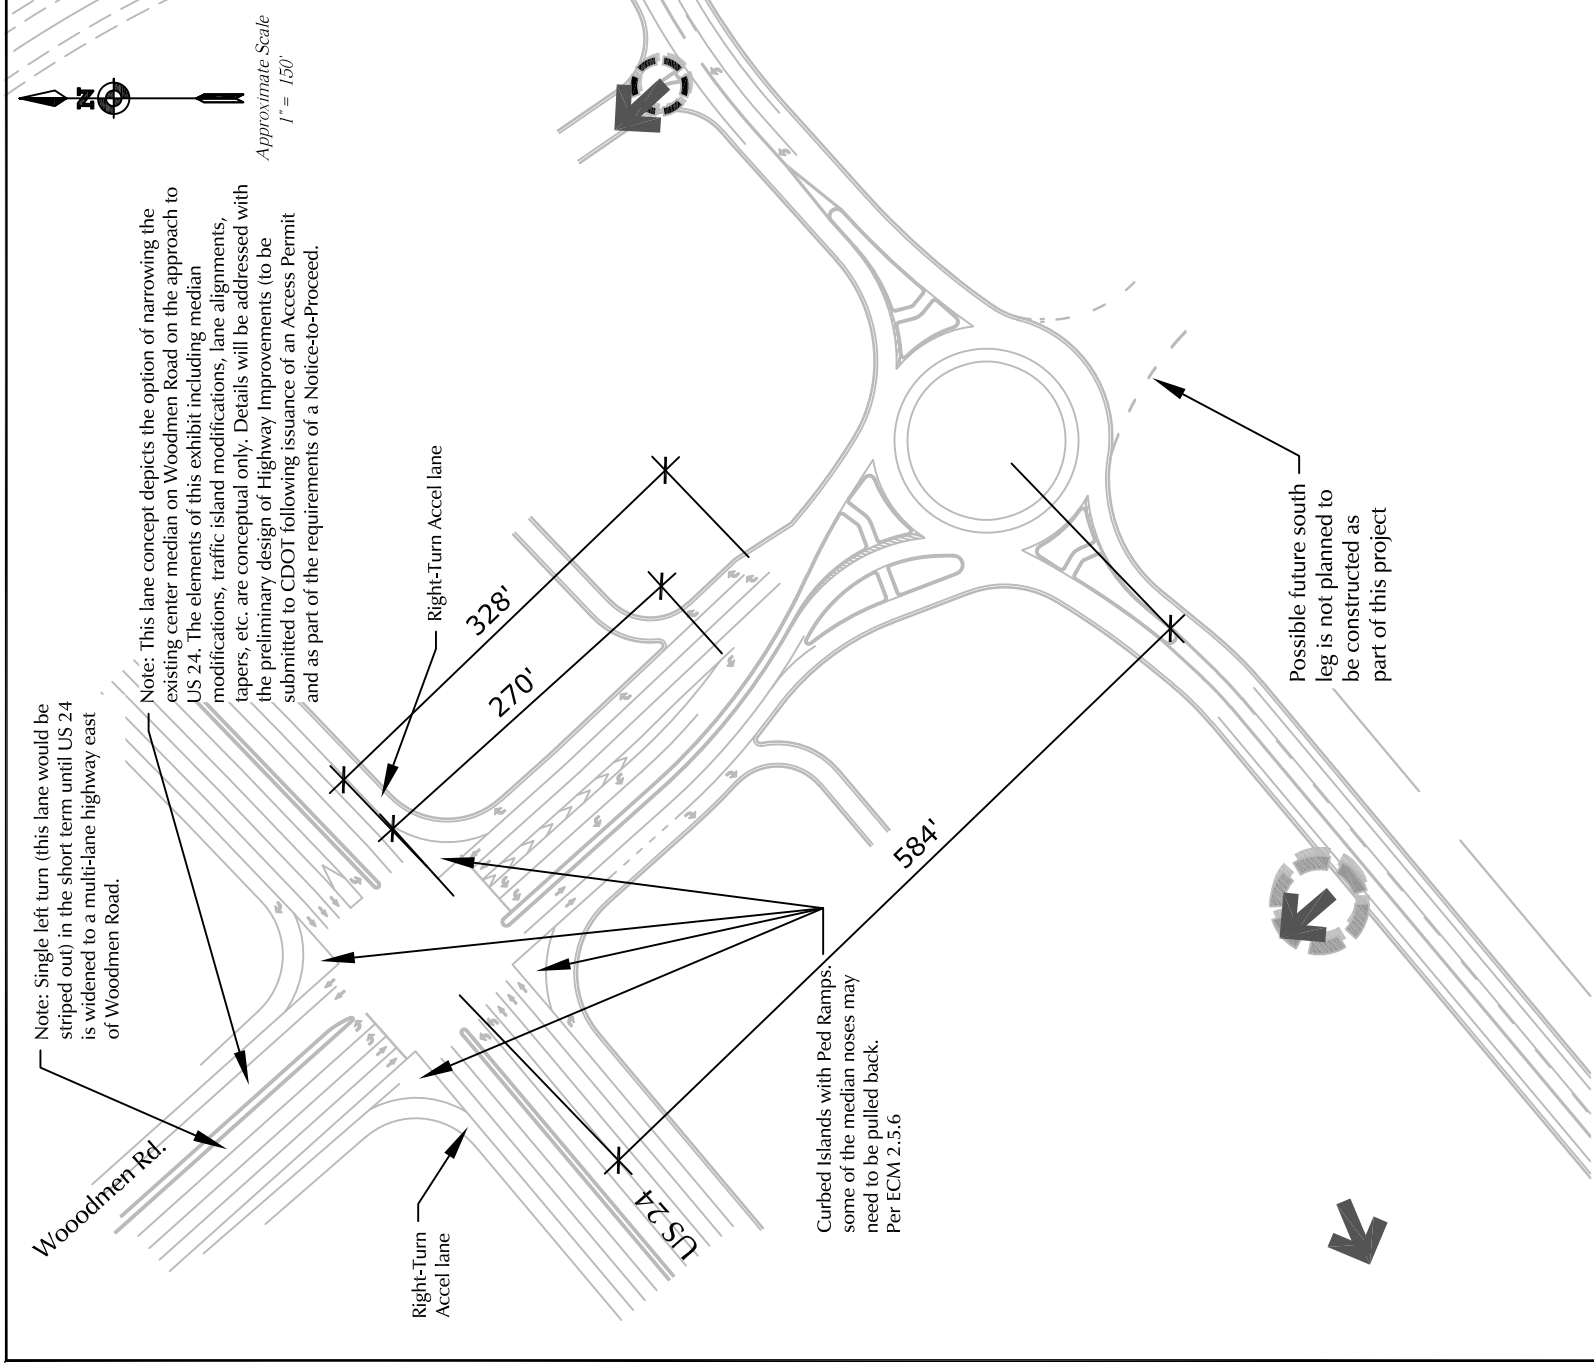 Note: Single left turn (this lane would be
striped out) in the short term until US 24
is widened to a multi-lane highway east
of Woodmen Road.
Note: This lane concept depicts the option of narrowing the
existing center median on Woodmen Road on the approach to
US 24. The elements of this exhibit including median
modifications, traffic island modifications, lane alignments,
tapers, etc. are conceptual only. Details will be addressed with
the preliminary design of Highway Improvements (to be
submitted to CDOT following issuance of an Access Permit
and as part of the requirements of a Notice-to-Proceed.
N
Approximate Scale
1" = 150'
Wooodmen Rd.
Right-Turn Accel lane
328'
270'
584'
Right-Turn
Accel lane
US 24
Curbed Islands with Ped Ramps.
some of the median noses may
need to be pulled back.
Per ECM 2.5.6
Possible future south
leg is not planned to
be constructed as
part of this project